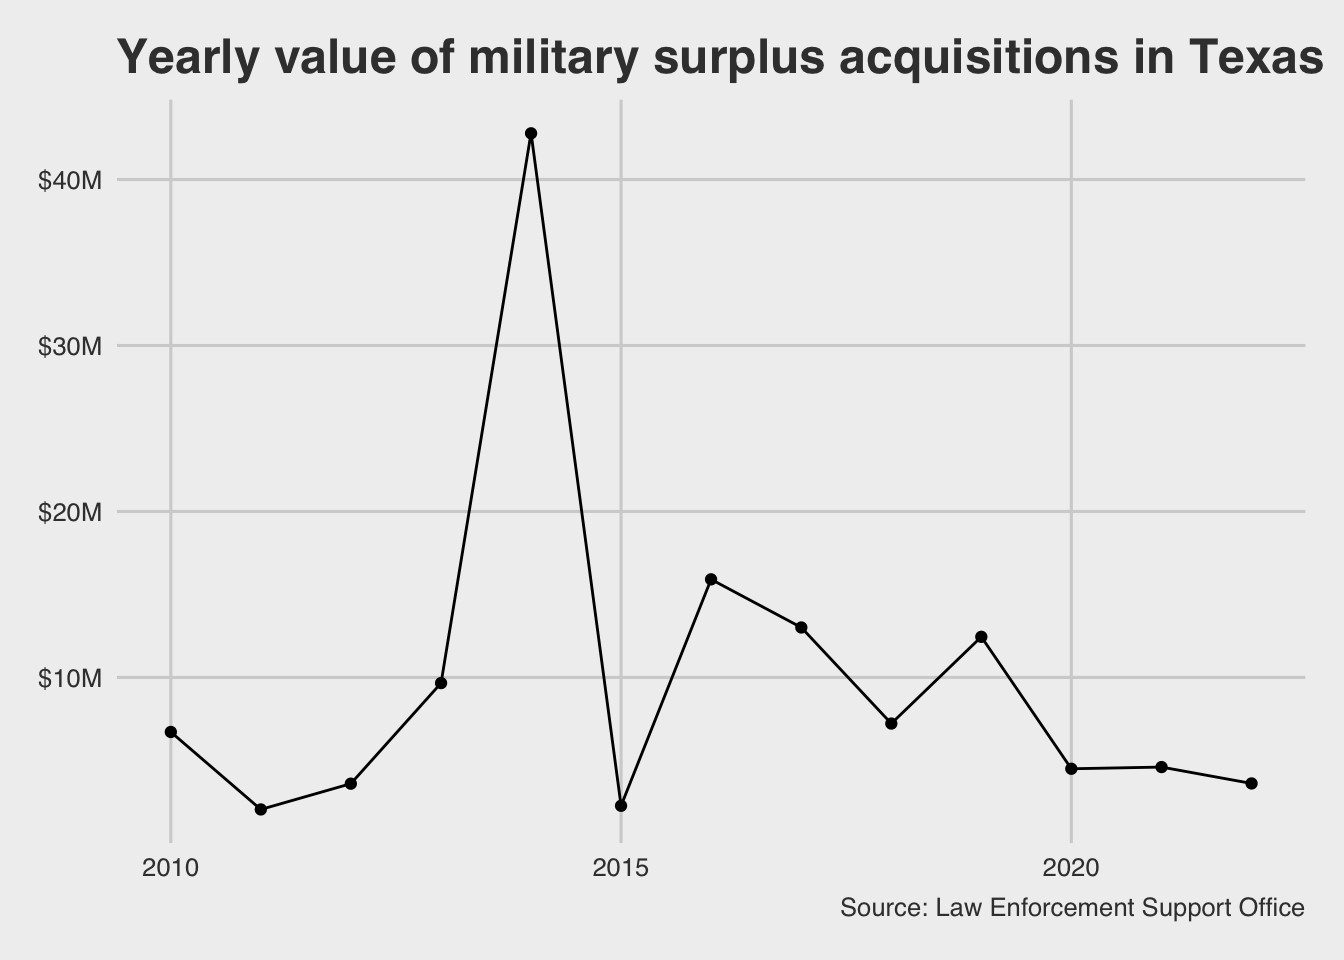 Yearly value of military surplus acquisitions in Texas
$40M
$30M
$20M
$10M
2010 2015 2020
Source: Law Enforcement Support Office